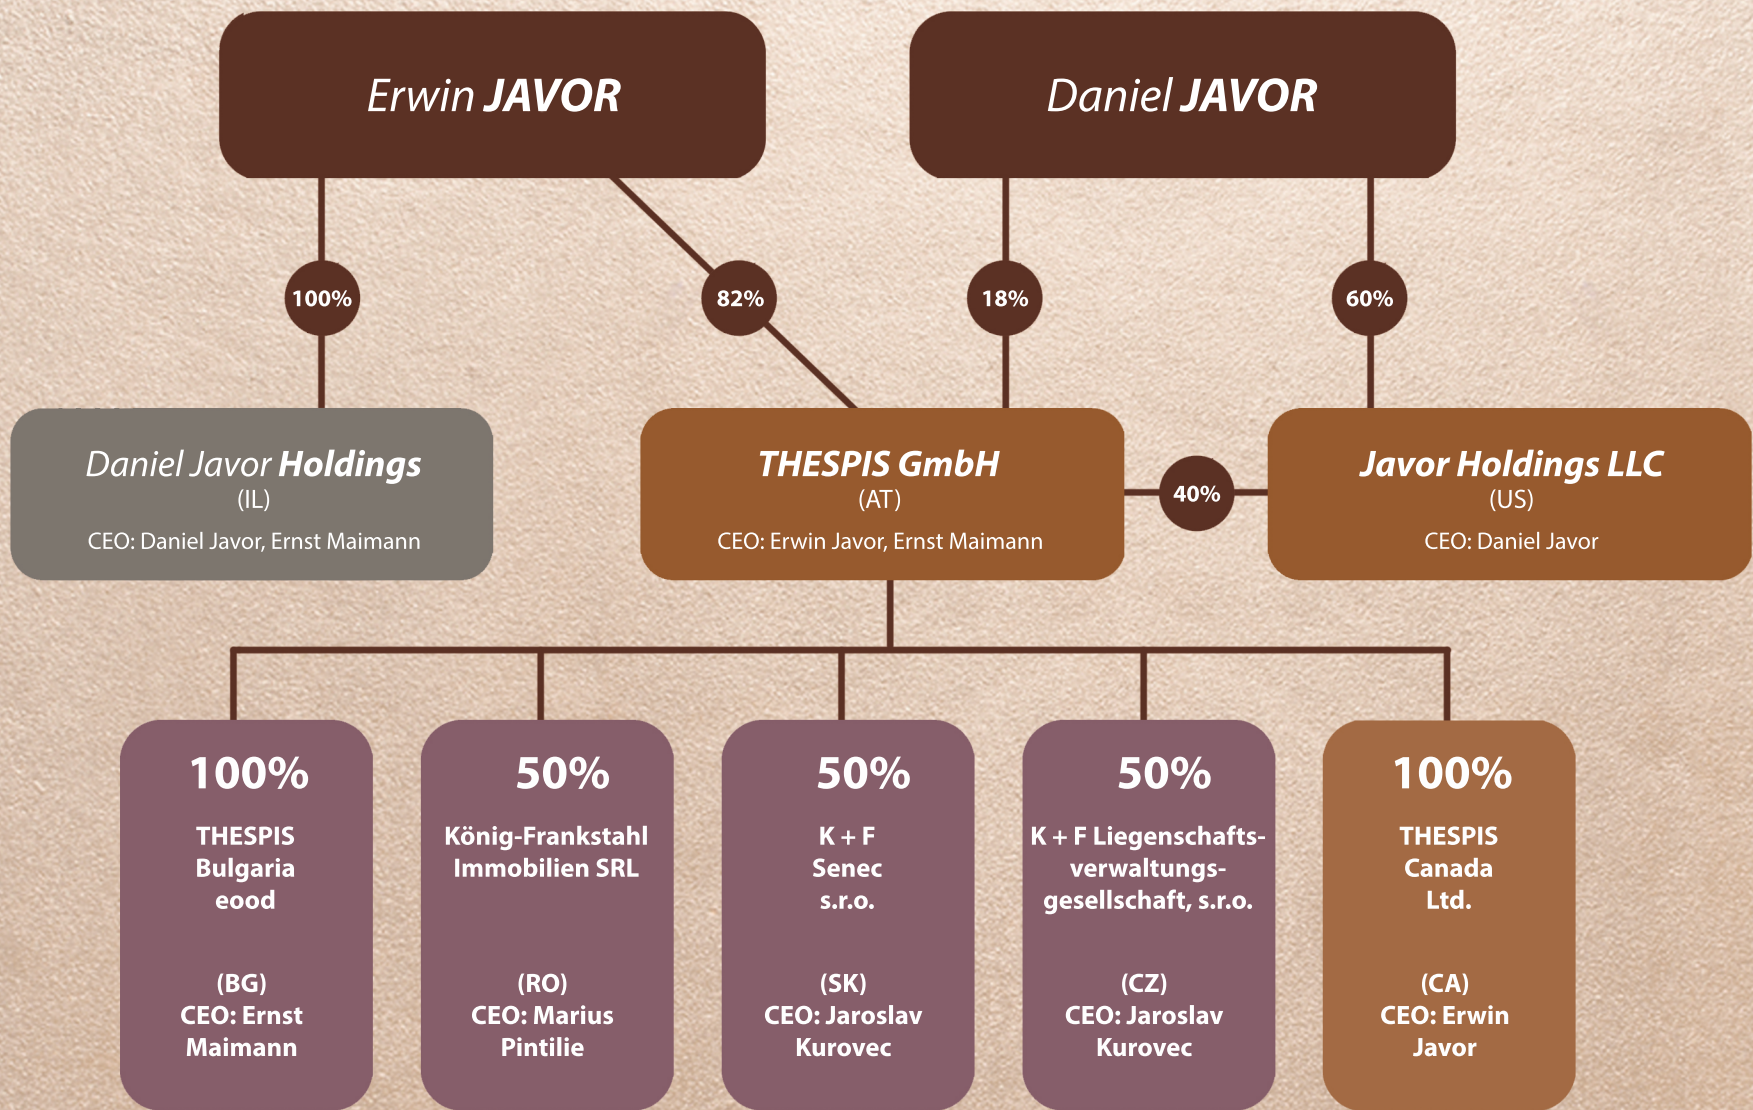 Erwin JAVOR
Daniel JAVOR
100%
82%
18%
60%
Daniel Javor Holdings
(IL)
CEO: Daniel Javor, Ernst Maimann
THESPIS GmbH
(AT)
CEO: Erwin Javor, Ernst Maimann
40%
Javor Holdings LLC
(US)
CEO: Daniel Javor
100%
THESPIS
Bulgaria
eood
(BG)
CEO: Ernst
Maimann
50%
König-Frankstahl
Immobilien SRL
(RO)
CEO: Marius
Pintilie
50%
K + F
Senec
s.r.o.
(SK)
CEO: Jaroslav
Kurovec
50%
K + F Liegenschafts-
verwaltungs-
gesellschaft, s.r.o.
(CZ)
CEO: Jaroslav
Kurovec
100%
THESPIS
Canada
Ltd.
(CA)
CEO: Erwin
Javor